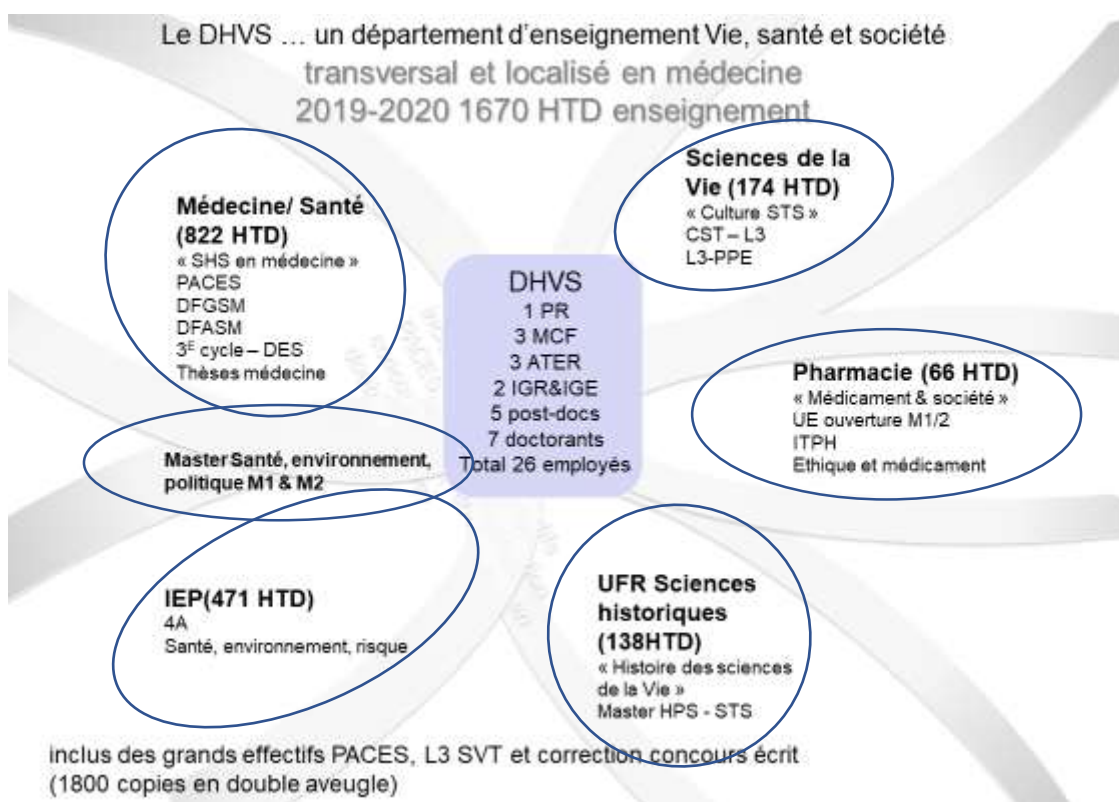 Le DHVS … un département d'enseignement Vie, santé et société
transversal et localisé en médecine
2019-2020 1670 HTD enseignement
Médecine/ Santé
(822 HTD)
« SHS en médecine »
PACES
DFGSM
DFASM
3E cycle – DES
Thèses médecine
Sciences de la
Vie (174 HTD)
« Culture STS »
CST – L3
L3-PPE
DHVS
1 PR
3 MCF
3 ATER
2 IGR&IGE
5 post-docs
7 doctorants
Total 26 employés
Pharmacie (66 HTD)
« Médicament & société »
UE ouverture M1/2
ITPH
Ethique et médicament
Master Santé, environnement,
politique M1 & M2
IEP(471 HTD)
4A
Santé, environnement, risque
UFR Sciences
historiques
(138HTD)
« Histoire des sciences
de la Vie »
Master HPS - STS
inclus des grands effectifs PACES, L3 SVT et correction concours écrit
(1800 copies en double aveugle)